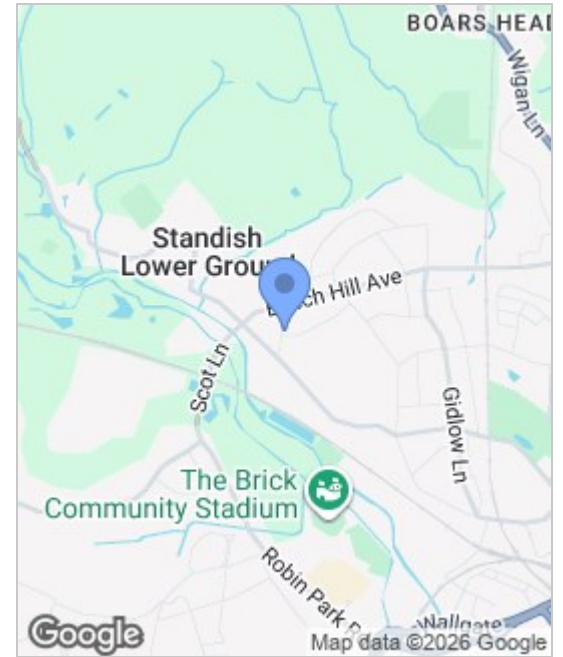 BOARS HEAD
Wigan Ln
Standish
Lower Ground
Beech Hill Ave
Scot Ln
Gidlow Ln
The Brick
Community Stadium
Robin Park R
Wallgate
Google
Map data ©2026 Google